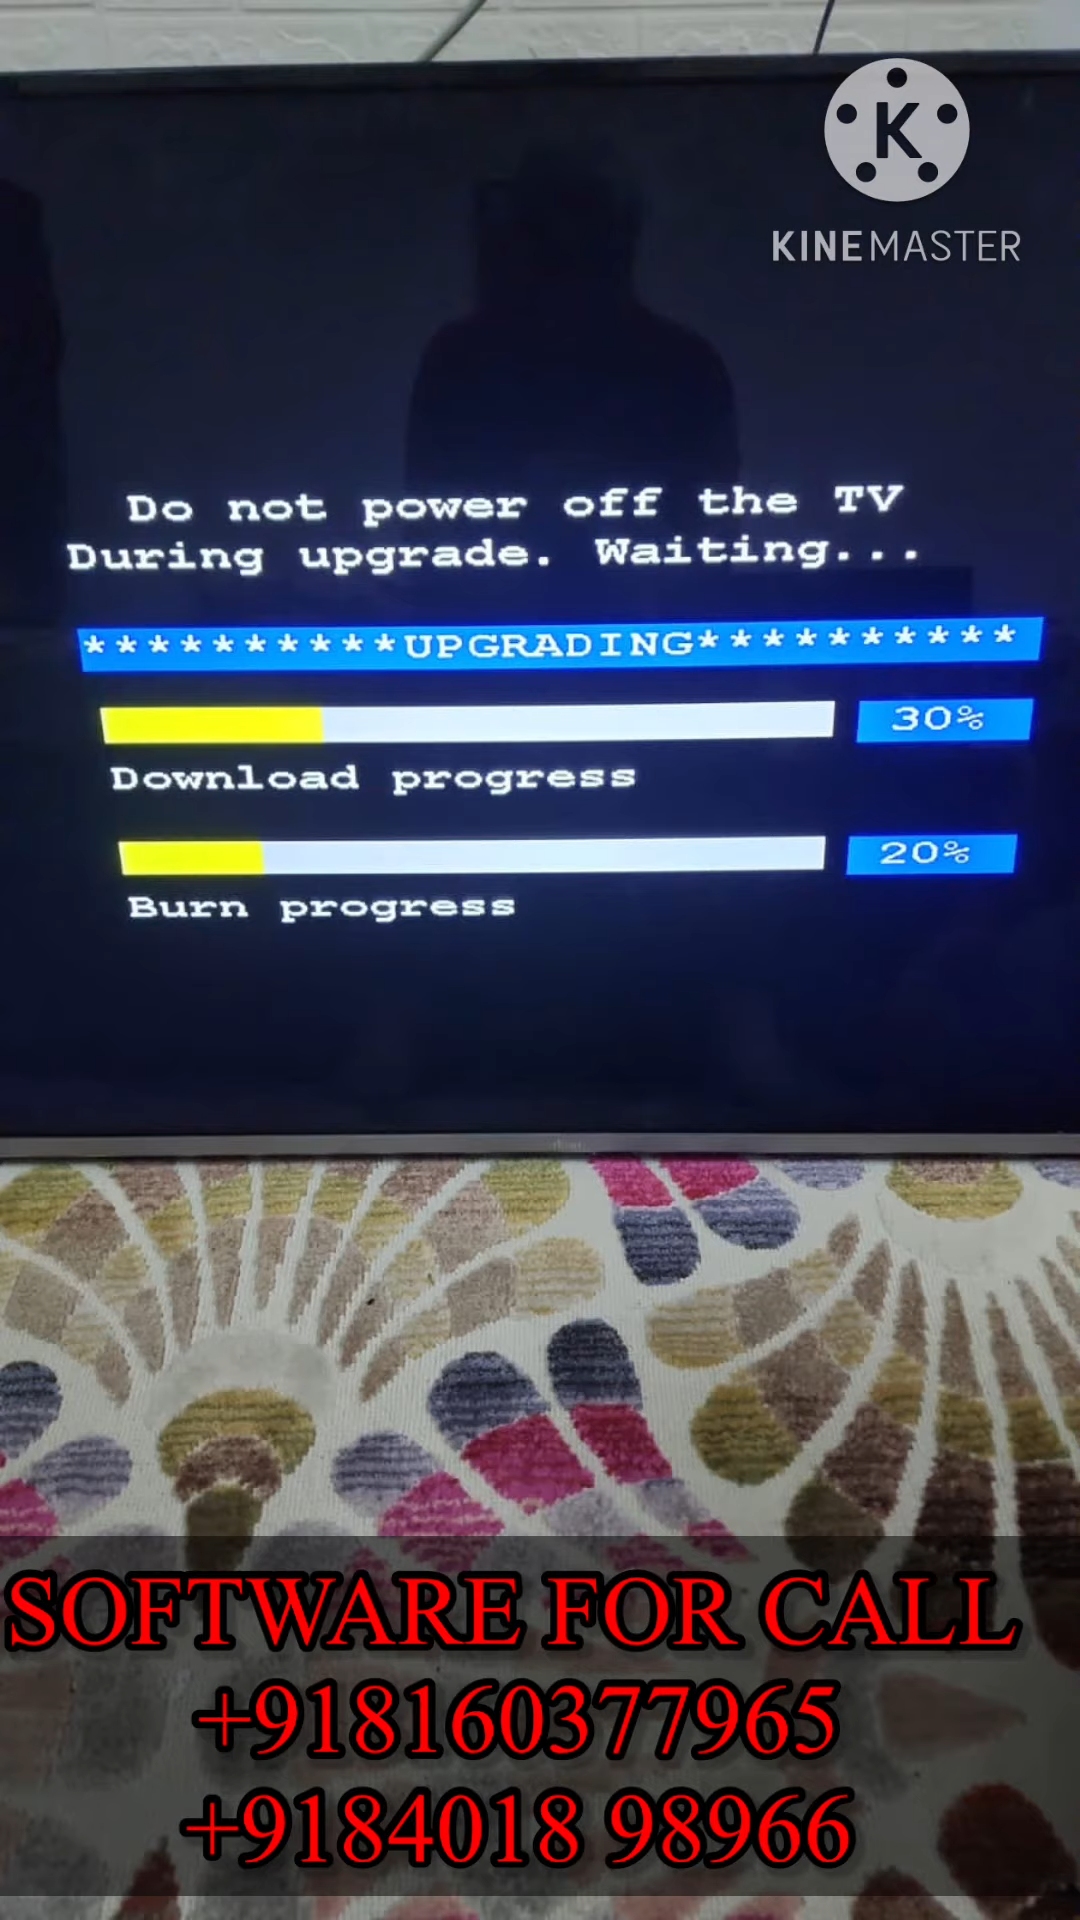 K
KINEMASTER
Do not power off the TV
During upgrade. Waiting...
**********UPGRADING**********
30%
Download progress
20%
Burn progress
SOFTWARE FOR CALL
+918160377965
+9184018 98966